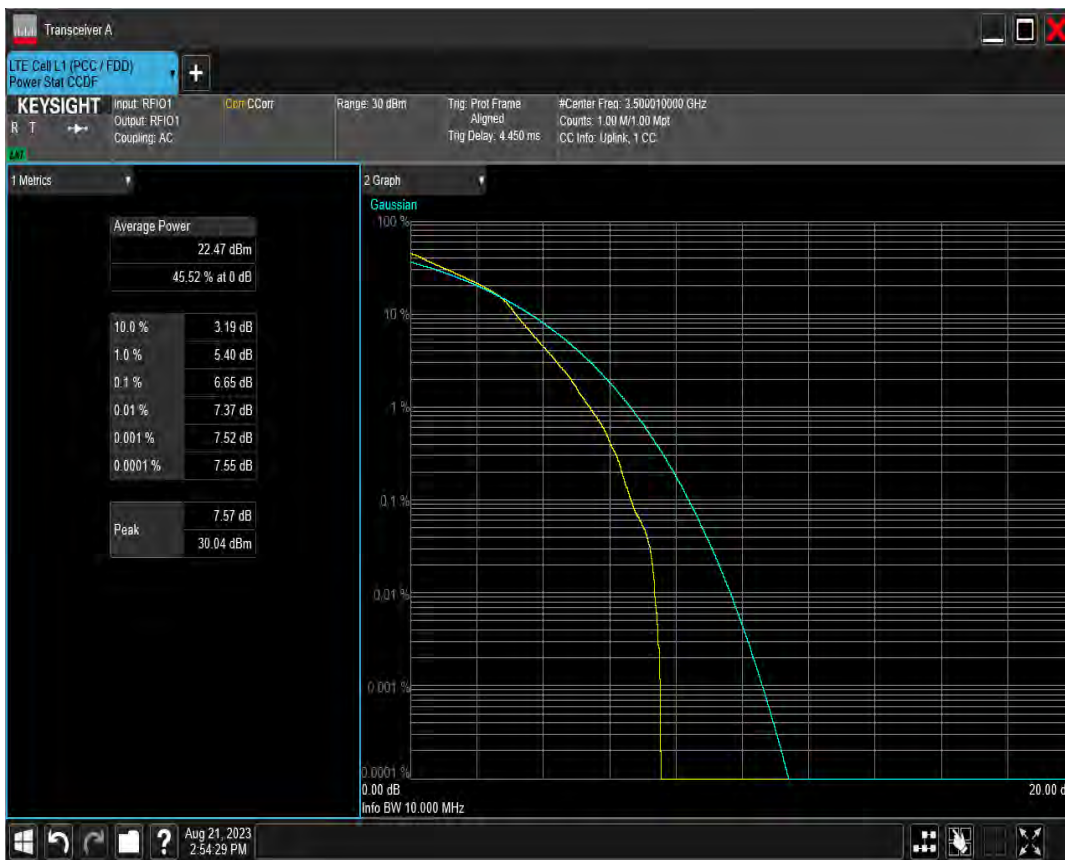 Transceiver A
LTE Cell L1 (PCC / FDD)
Power Stat CCDF
+
KEYSIGHT
R T
LNI
Input: RFIO1
Output: RFIO1
Coupling: AC
Corr CCorr
Range: 30 dBm
Trig: Prot Frame
Aligned
Trig Delay: 4.450 ms
#Center Freq: 3.500010000 GHz
Counts: 1.00 M/1.00 Mpt
CC Info: Uplink, 1 CC
1 Metrics
Average Power
22.47 dBm
45.52 % at 0 dB
10.0 % 3.19 dB
1.0 % 5.40 dB
0.1 % 6.65 dB
0.01 % 7.37 dB
0.001 % 7.52 dB
0.0001 % 7.55 dB
Peak
7.57 dB
30.04 dBm
2 Graph
Gaussian
100 %
10 %
1 %
0.1 %
0.01 %
0.001 %
0.0001 %
0.00 dB
20.00 d
Info BW 10.000 MHz
?
Aug 21, 2023
2:54:29 PM